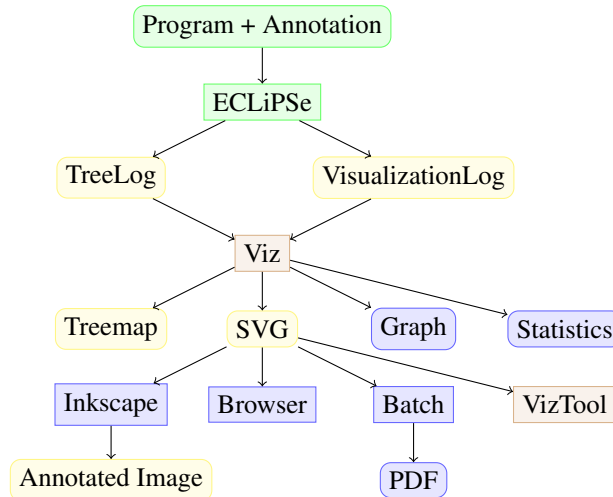 Program + Annotation
ECLiPSe
TreeLog
VisualizationLog
Viz
Treemap
SVG
Graph
Statistics
Inkscape
Browser
Batch
VizTool
Annotated Image
PDF